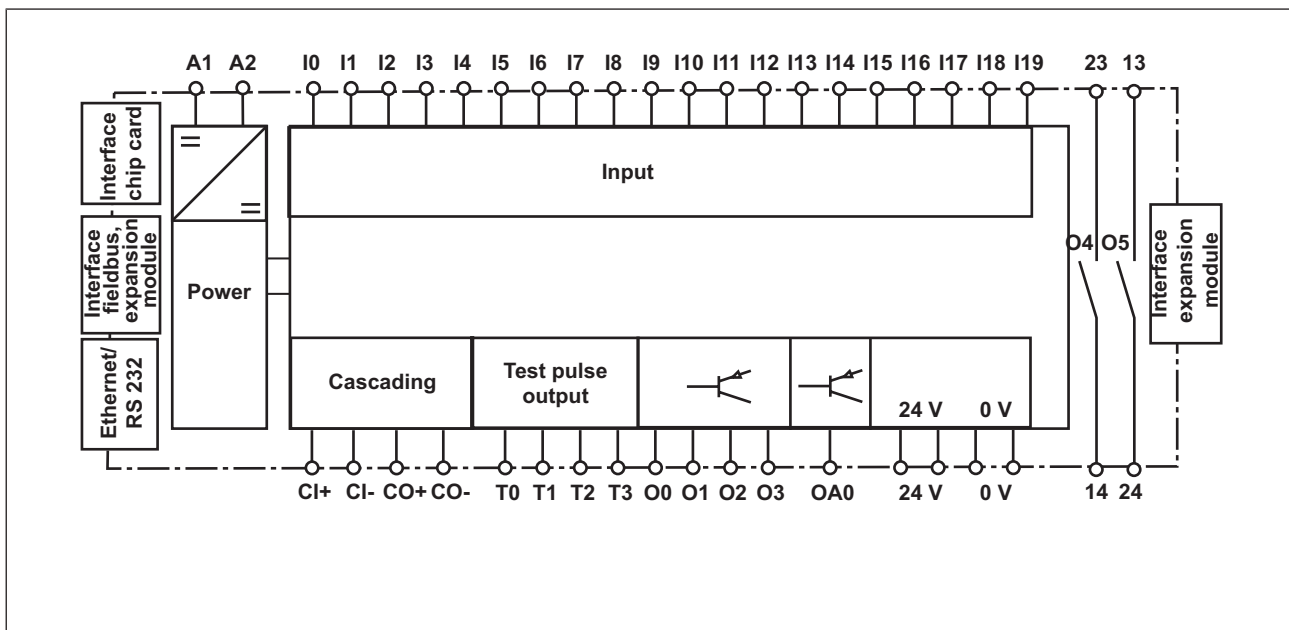 A1 A2 I0 I1 I2 I3 I4 I5 I6 I7 I8 I9 I10 I11 I12 I13 I14 I15 I16 I17 I18 I19 23 13
Interface
chip card
Interface
fieldbus,
expansion
module
Ethernet/
RS 232
Power
Input
O4 O5
Interface
expansion
module
Cascading
Test pulse
output
24 V 0 V
CI+ CI- CO+ CO- T0 T1 T2 T3 O0 O1 O2 O3 OA0 24 V 0 V 14 24